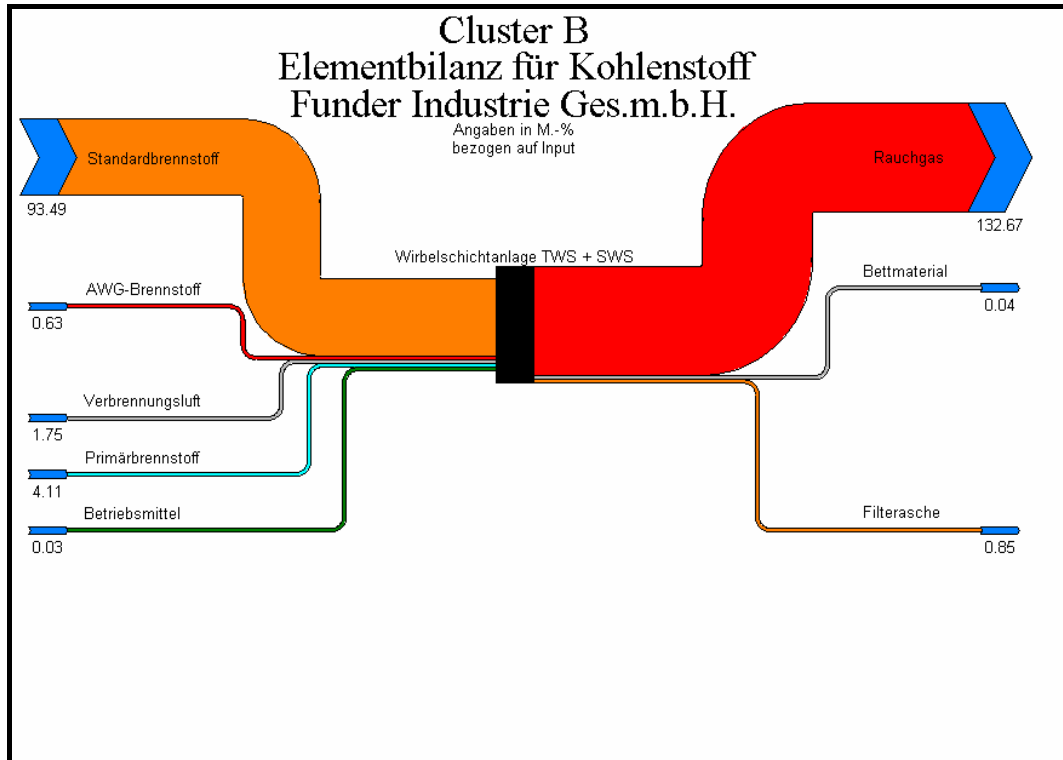 Cluster B
Elementbilanz für Kohlenstoff
Funder Industrie Ges.m.b.H.
Angaben in M.-%
bezogen auf Input
Standardbrennstoff
93.49
Rauchgas
132.67
Wirbelschichtanlage TWS + SWS
AWG-Brennstoff
0.63
Bettmaterial
0.04
Verbrennungsluft
1.75
Primärbrennstoff
4.11
Betriebsmittel
0.03
Filterasche
0.85